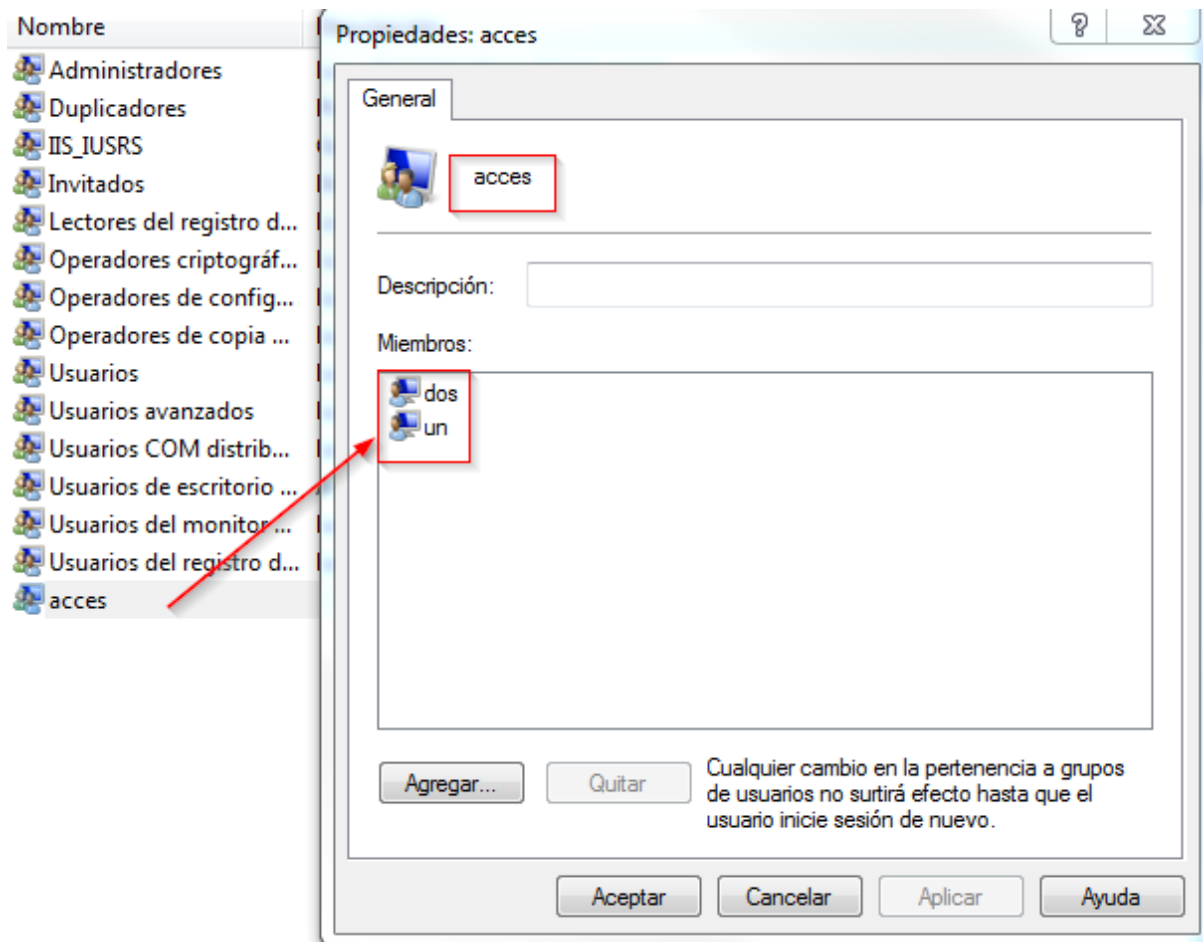 Nombre
Administradores
Duplicadores
IIS_IUSRS
Invitados
Lectores del registro d...
Operadores criptográf...
Operadores de config...
Operadores de copia ...
Usuarios
Usuarios avanzados
Usuarios COM distrib...
Usuarios de escritorio ...
Usuarios del monitor ...
Usuarios del registro d...
acces
Propiedades: acces
General
acces
Descripción:
Miembros:
dos
un
Agregar...
Quitar
Cualquier cambio en la pertenencia a grupos
de usuarios no surtirá efecto hasta que el
usuario inicie sesión de nuevo.
Aceptar
Cancelar
Aplicar
Ayuda